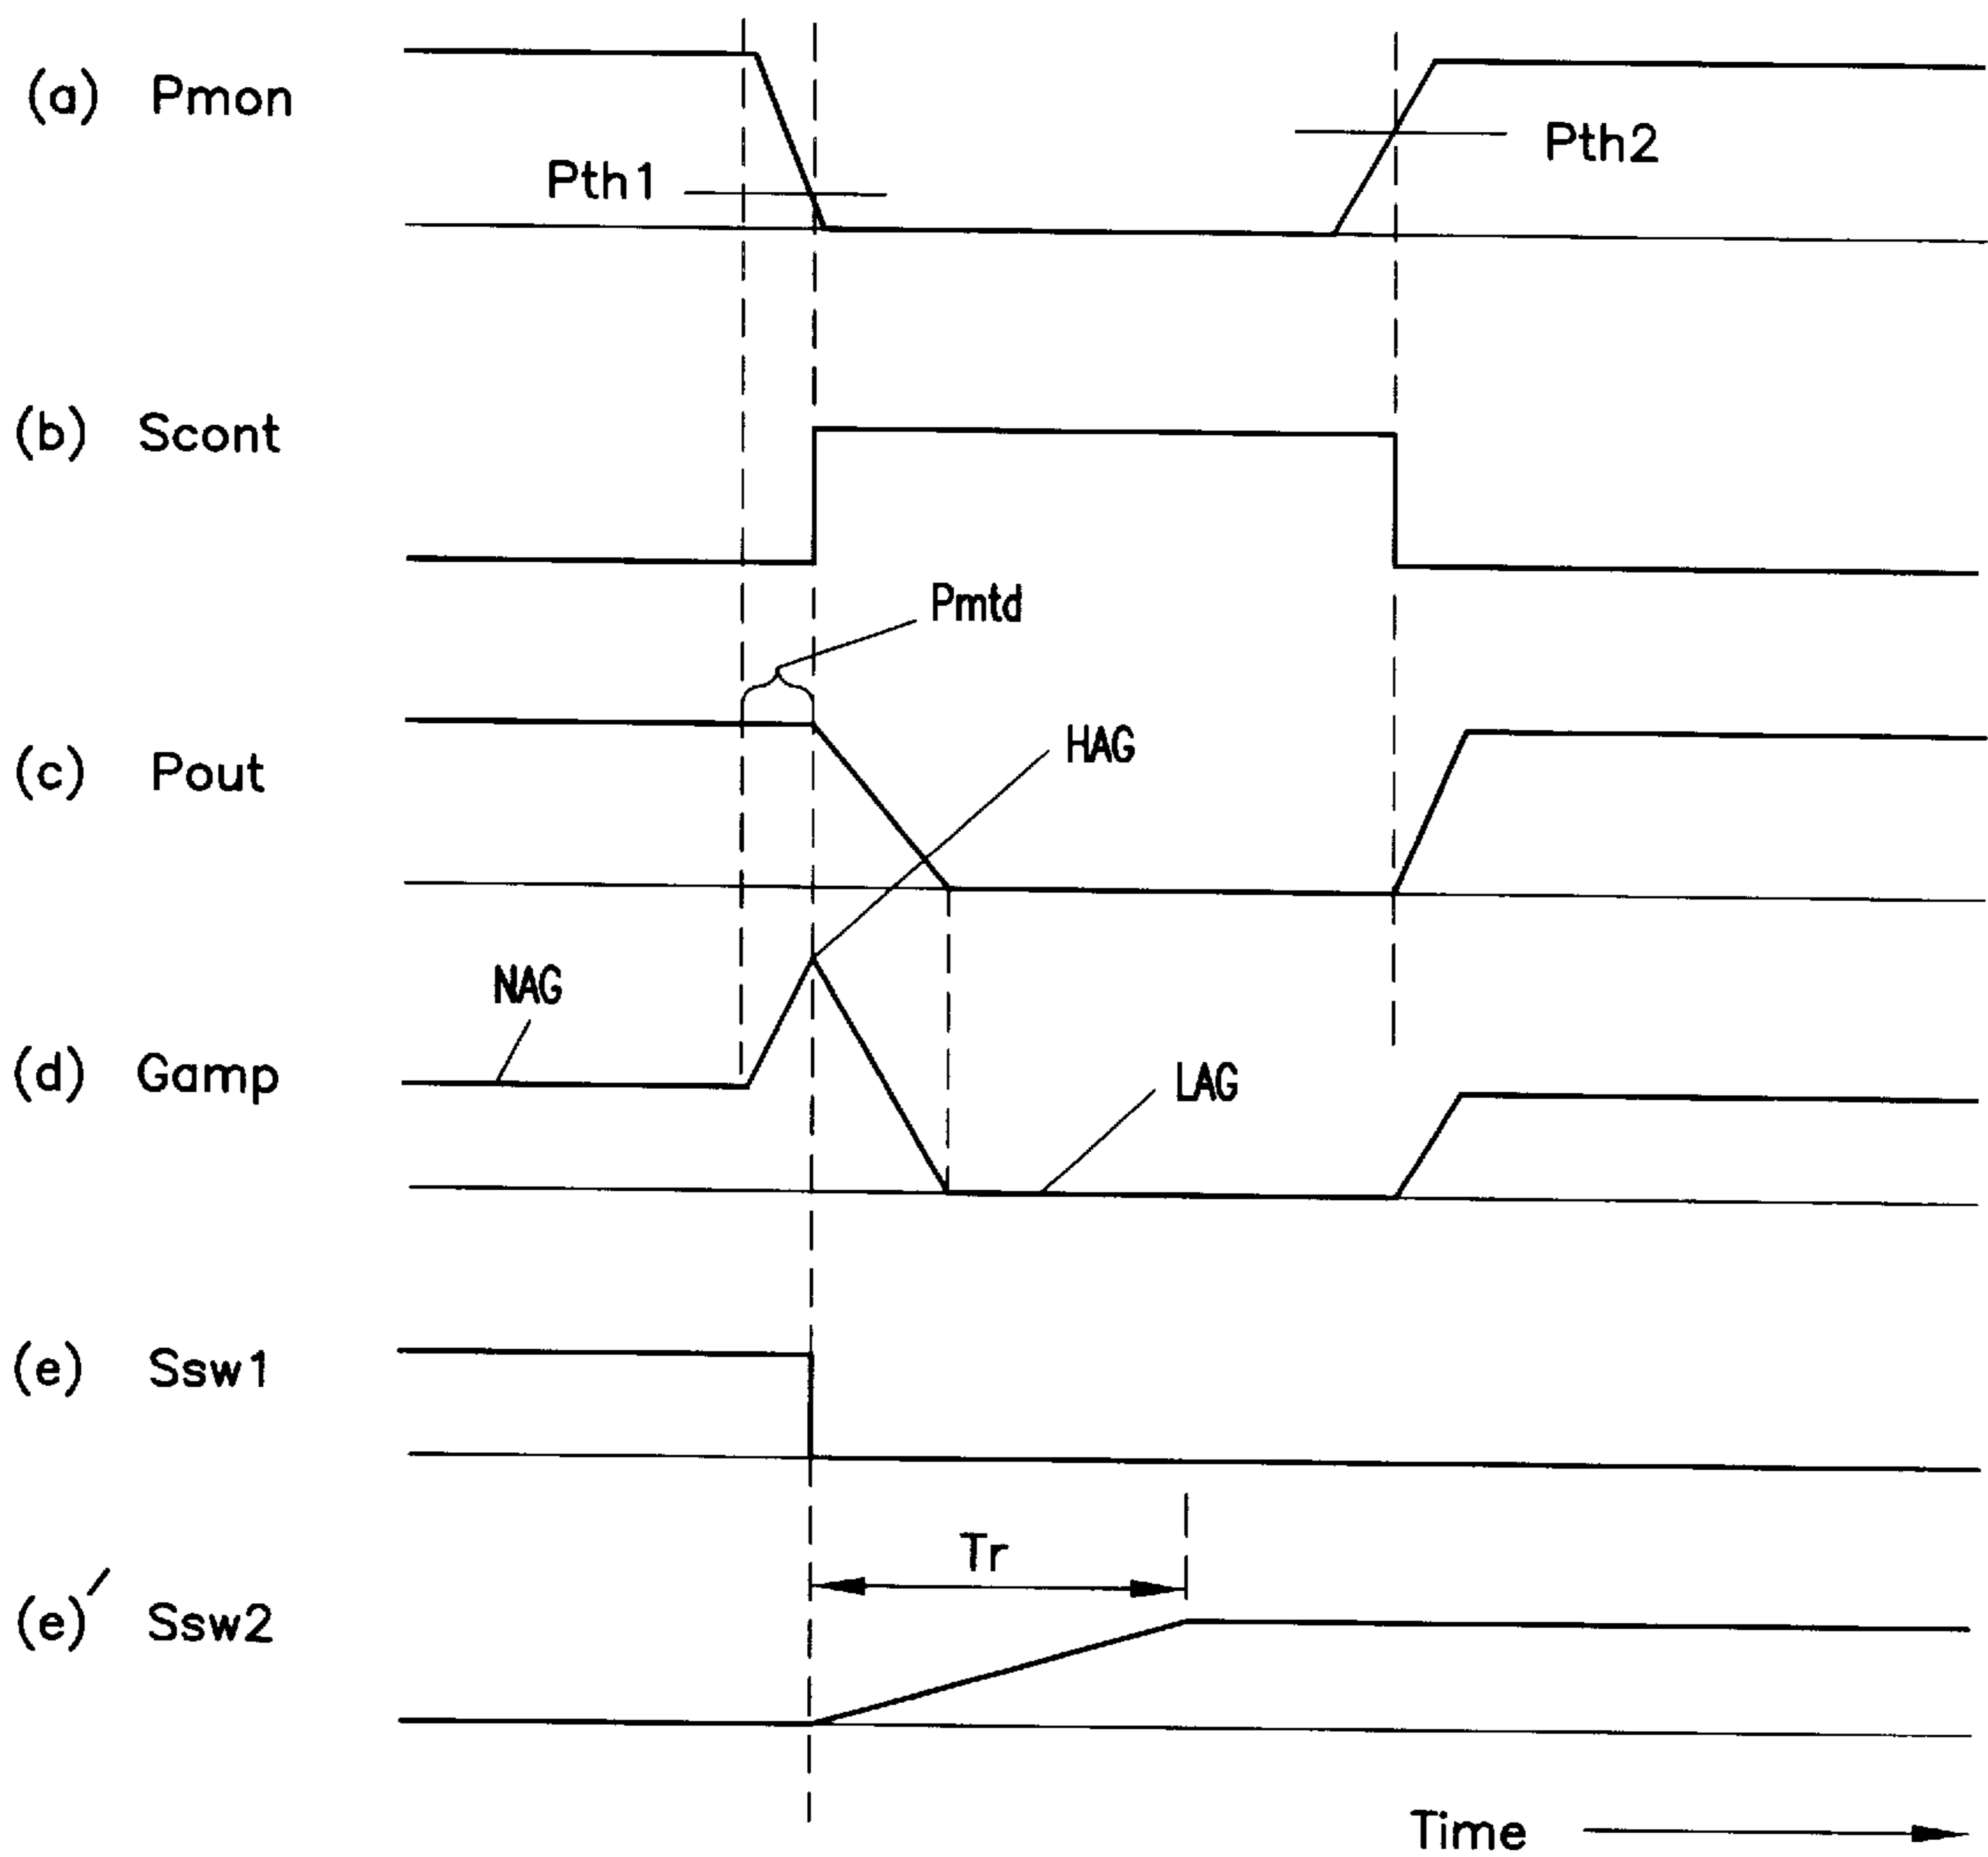 (a) Pmon
Pth1
Pth2
(b) Scont
Pmtd
(c) Pout
HAG
NAG
(d) Gamp
LAG
(e) Ssw1
Tr
(e)′ Ssw2
Time